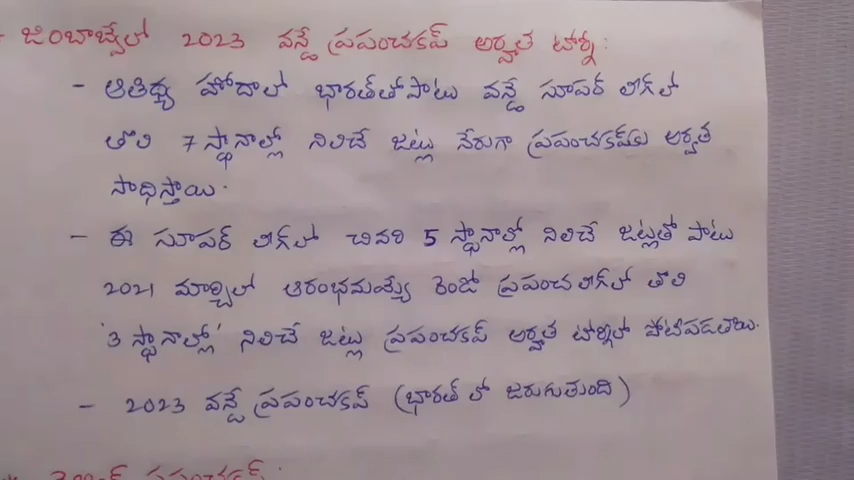 - జింబాబ్వేలో 2023 వన్డే ప్రపంచకప్ అర్హత టోర్నీ:
- ఆతిథ్య హోదాలో భారత్‌తోపాటు వన్డే సూపర్ లీగ్‌లో
తొలి 7 స్థానాల్లో నిలిచే జట్లు నేరుగా ప్రపంచకప్‌కు అర్హత
సాధిస్తాయి.
- ఈ సూపర్ లీగ్‌లో చివరి 5 స్థానాల్లో నిలిచే జట్లతో పాటు
2021 మార్చిలో ఆరంభమయ్యే రెండో ప్రపంచ లీగ్‌లో తొలి
'3 స్థానాల్లో' నిలిచే జట్లు ప్రపంచకప్ అర్హత టోర్నీలో పోటీపడతాయి.
- 2023 వన్డే ప్రపంచకప్ (భారత్ లో జరుగుతుంది)
ప్రపంచకప్: